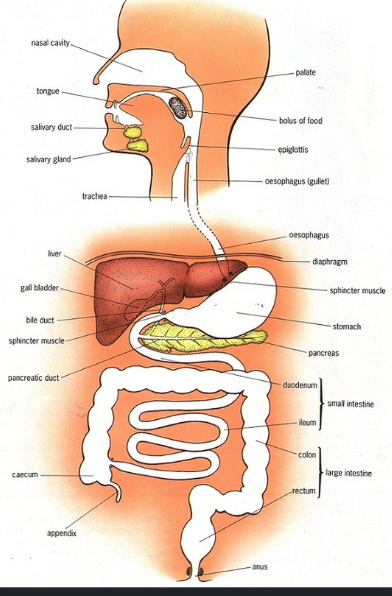 nasal cavity
palate
tongue
bolus of food
salivary duct
epiglottis
salivary gland
oesophagus (gullet)
trachea
oesophagus
liver
diaphragm
gall bladder
sphincter muscle
bile duct
stomach
sphincter muscle
pancreas
pancreatic duct
duodenum
small intestine
ileum
colon
caecum
large intestine
rectum
appendix
anus